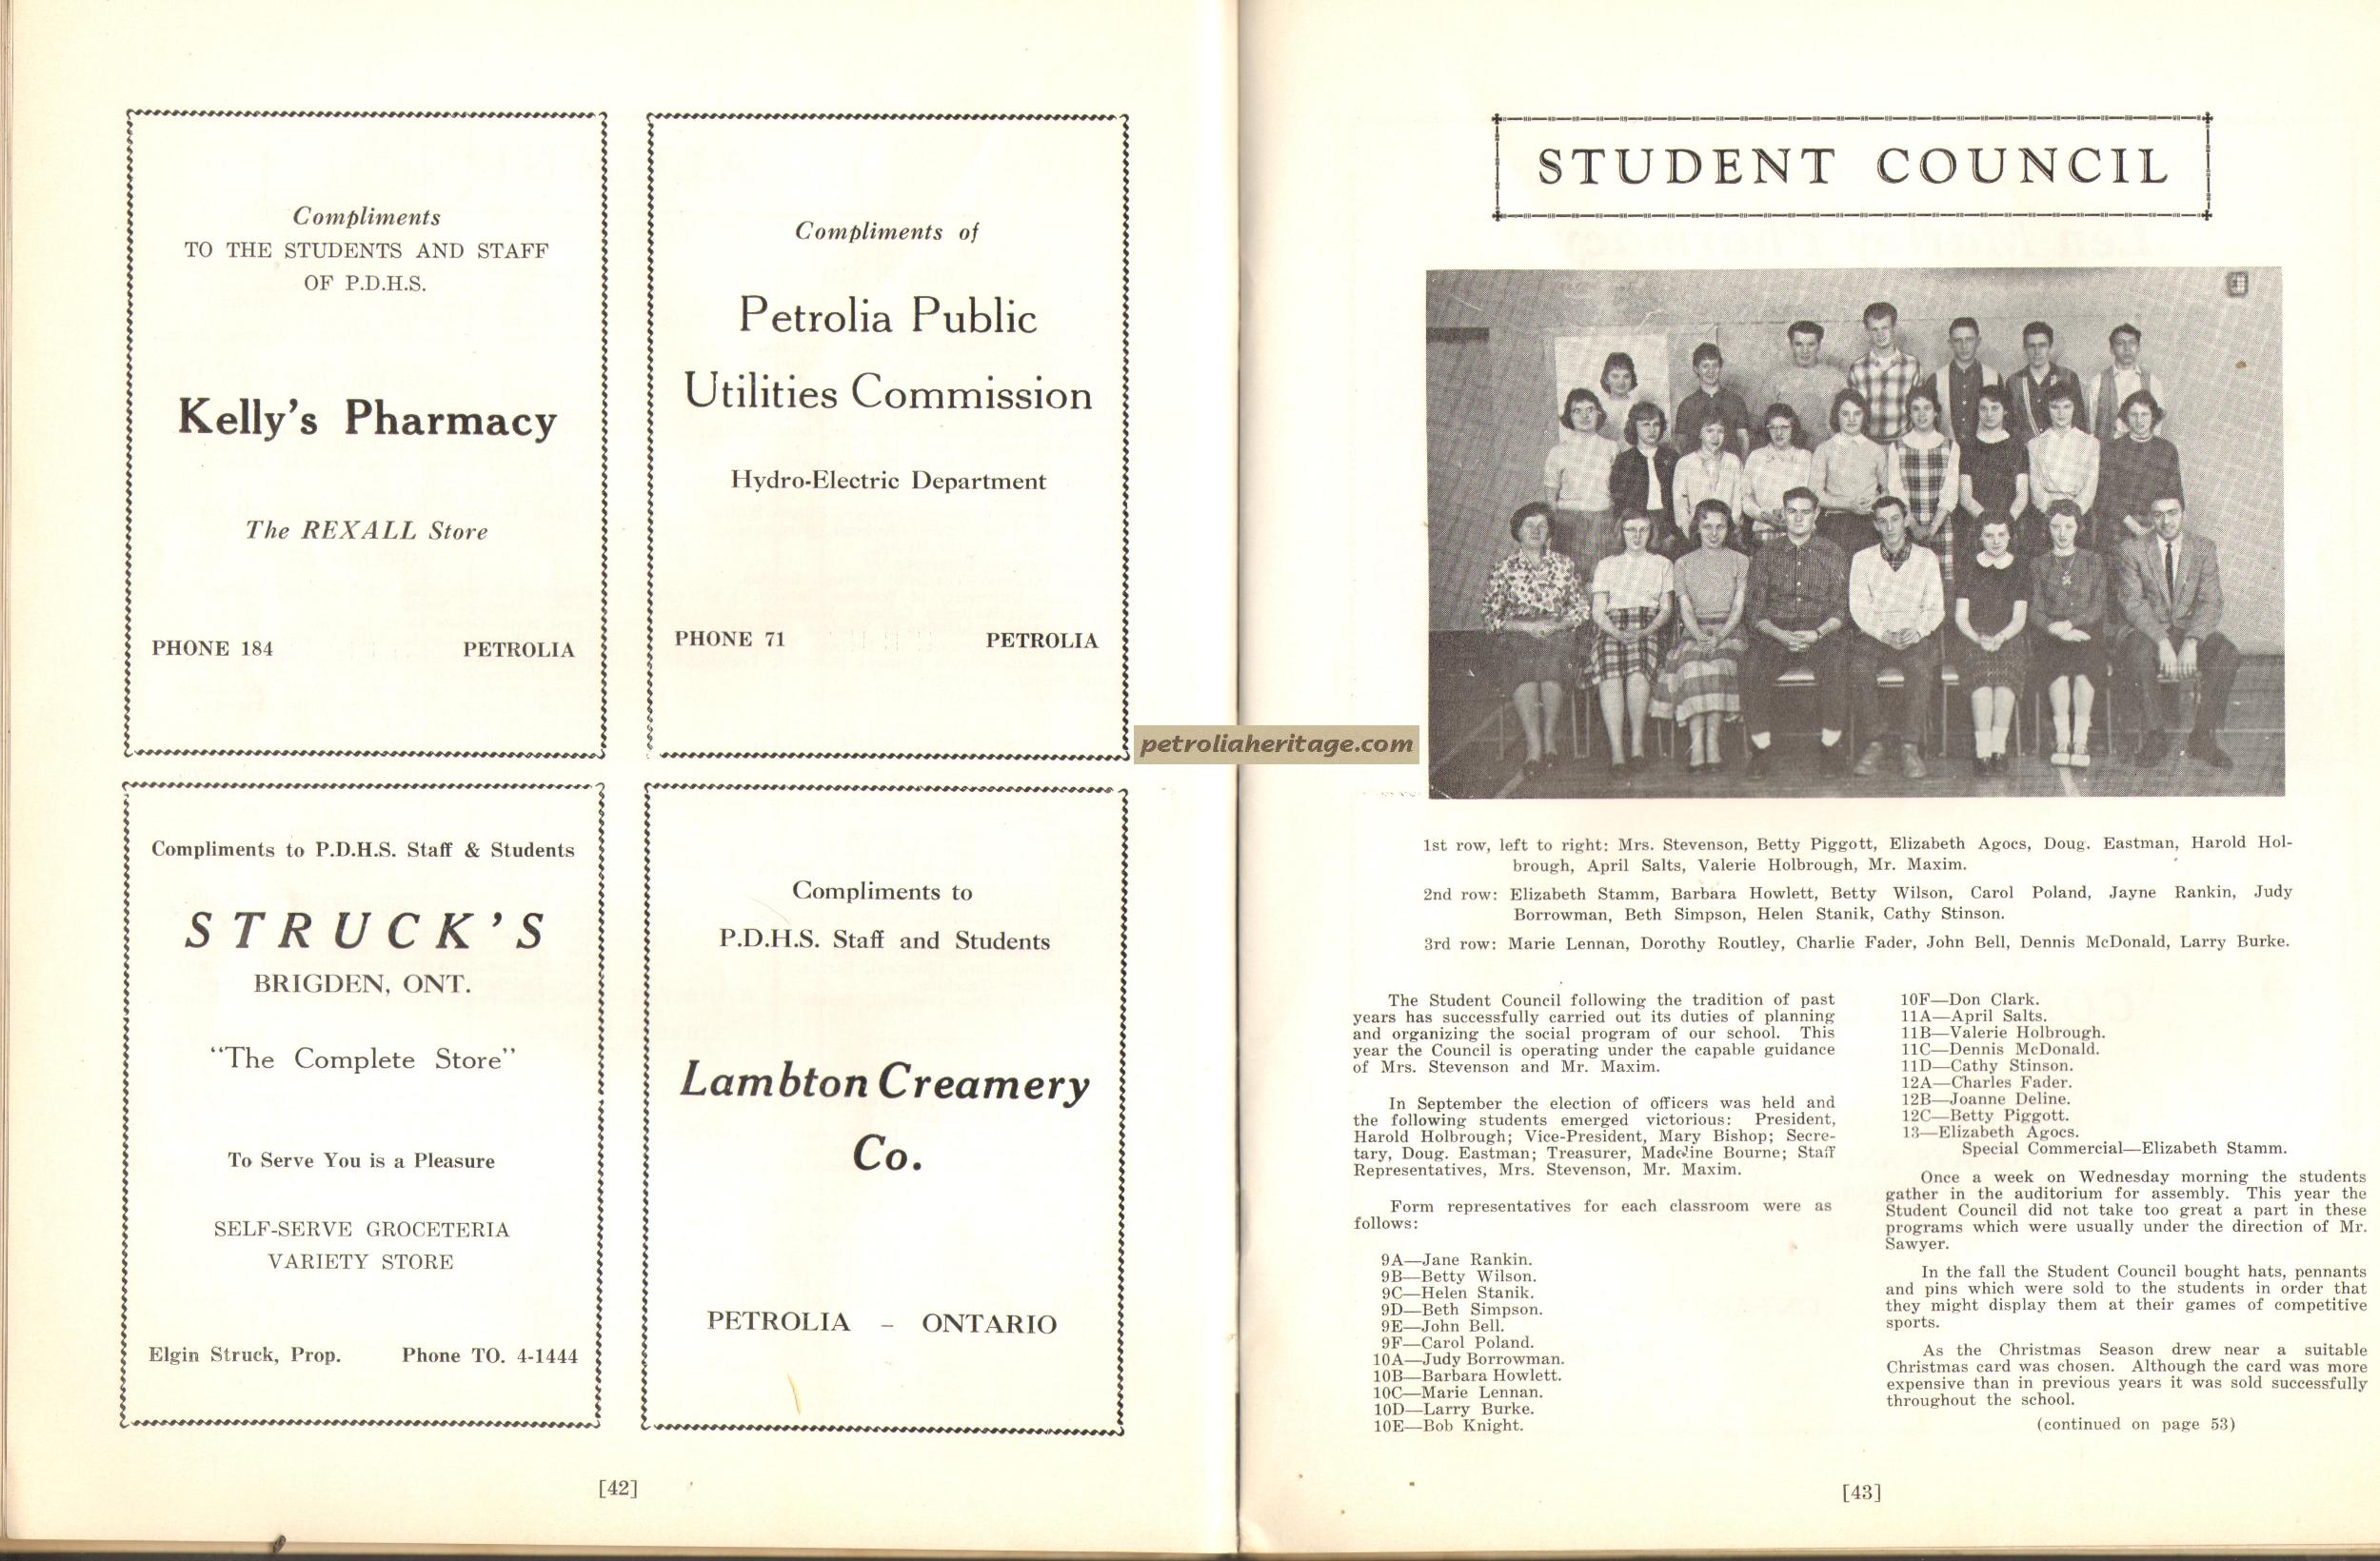 Compliments
TO THE STUDENTS AND STAFF
OF P.D.H.S.
Kelly's Pharmacy
The REXALL Store
PHONE 184 PETROLIA
Compliments of
Petrolia Public
Utilities Commission
Hydro-Electric Department
PHONE 71 PETROLIA
Compliments to P.D.H.S. Staff & Students
STRUCK'S
BRIGDEN, ONT.
"The Complete Store"
To Serve You is a Pleasure
SELF-SERVE GROCETERIA
VARIETY STORE
Elgin Struck, Prop. Phone TO. 4-1444
Compliments to
P.D.H.S. Staff and Students
Lambton Creamery
Co.
PETROLIA – ONTARIO
[42]
petroliaheritage.com
STUDENT COUNCIL
1st row, left to right: Mrs. Stevenson, Betty Piggott, Elizabeth Agocs, Doug. Eastman, Harold Hol-
brough, April Salts, Valerie Holbrough, Mr. Maxim.
2nd row: Elizabeth Stamm, Barbara Howlett, Betty Wilson, Carol Poland, Jayne Rankin, Judy
Borrowman, Beth Simpson, Helen Stanik, Cathy Stinson.
3rd row: Marie Lennan, Dorothy Routley, Charlie Fader, John Bell, Dennis McDonald, Larry Burke.
The Student Council following the tradition of past
years has successfully carried out its duties of planning
and organizing the social program of our school. This
year the Council is operating under the capable guidance
of Mrs. Stevenson and Mr. Maxim.
In September the election of officers was held and
the following students emerged victorious: President,
Harold Holbrough; Vice-President, Mary Bishop; Secre-
tary, Doug. Eastman; Treasurer, Madeline Bourne; Staff
Representatives, Mrs. Stevenson, Mr. Maxim.
Form representatives for each classroom were as
follows:
9A—Jane Rankin.
9B—Betty Wilson.
9C—Helen Stanik.
9D—Beth Simpson.
9E—John Bell.
9F—Carol Poland.
10A—Judy Borrowman.
10B—Barbara Howlett.
10C—Marie Lennan.
10D—Larry Burke.
10E—Bob Knight.
10F—Don Clark.
11A—April Salts.
11B—Valerie Holbrough.
11C—Dennis McDonald.
11D—Cathy Stinson.
12A—Charles Fader.
12B—Joanne Deline.
12C—Betty Piggott.
13—Elizabeth Agocs.
Special Commercial—Elizabeth Stamm.
Once a week on Wednesday morning the students
gather in the auditorium for assembly. This year the
Student Council did not take too great a part in these
programs which were usually under the direction of Mr.
Sawyer.
In the fall the Student Council bought hats, pennants
and pins which were sold to the students in order that
they might display them at their games of competitive
sports.
As the Christmas Season drew near a suitable
Christmas card was chosen. Although the card was more
expensive than in previous years it was sold successfully
throughout the school.
(continued on page 53)
[43]